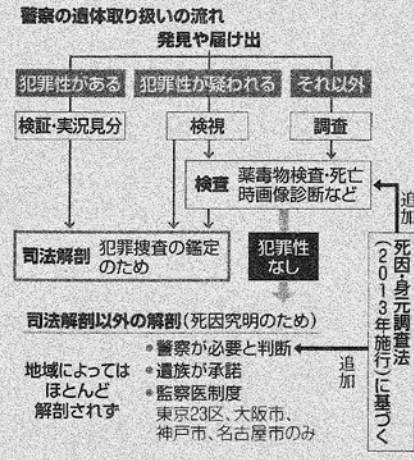 警察の遺体取り扱いの流れ
発見や届け出
犯罪性がある
犯罪性が疑われる
それ以外
検証・実況見分
検視
調査
検査 薬毒物検査・死亡
時画像診断など
追加
司法解剖 犯罪捜査の鑑定
のため
犯罪性
なし
死因・身元調査法
(2013年施行)に基づく
司法解剖以外の解剖(死因究明のため)
地域によっては
ほとんど
解剖されず
•警察が必要と判断
追加
•遺族が承諾
•監察医制度
東京23区、大阪市、
神戸市、名古屋市のみ